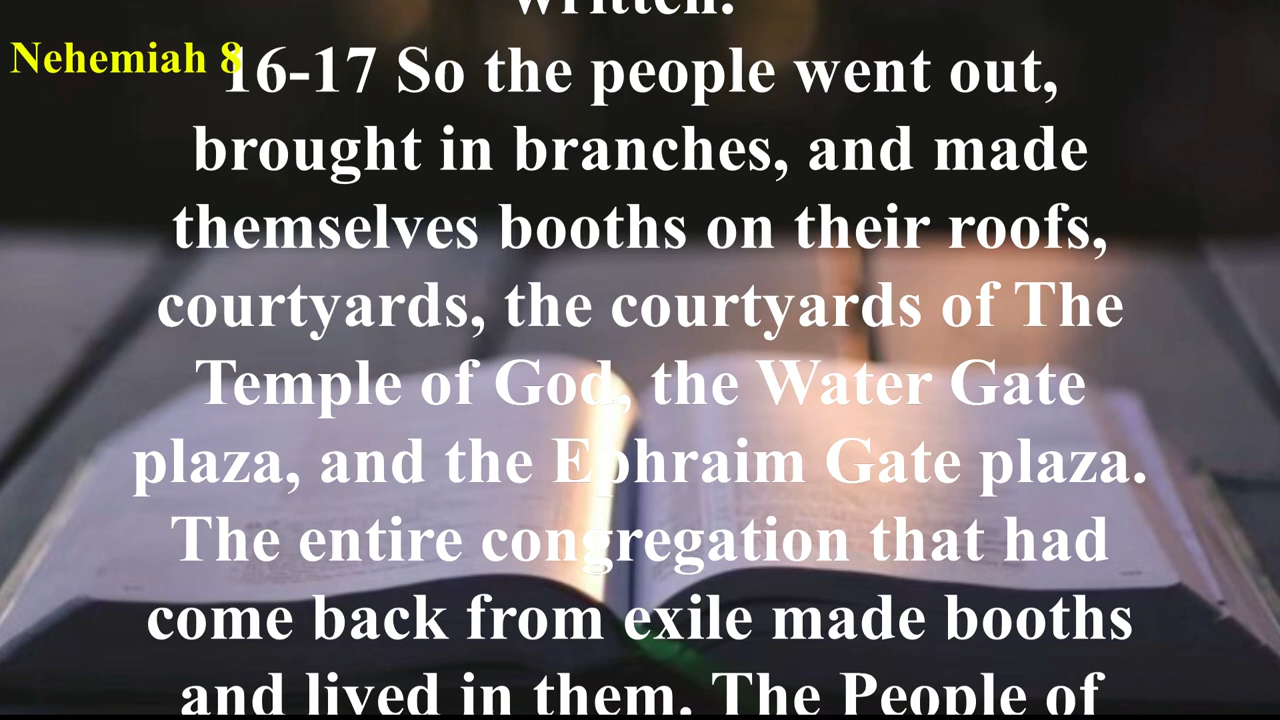 written.
Nehemiah 8
16-17 So the people went out,
brought in branches, and made
themselves booths on their roofs,
courtyards, the courtyards of The
Temple of God, the Water Gate
plaza, and the Ephraim Gate plaza.
The entire congregation that had
come back from exile made booths
and lived in them. The People of